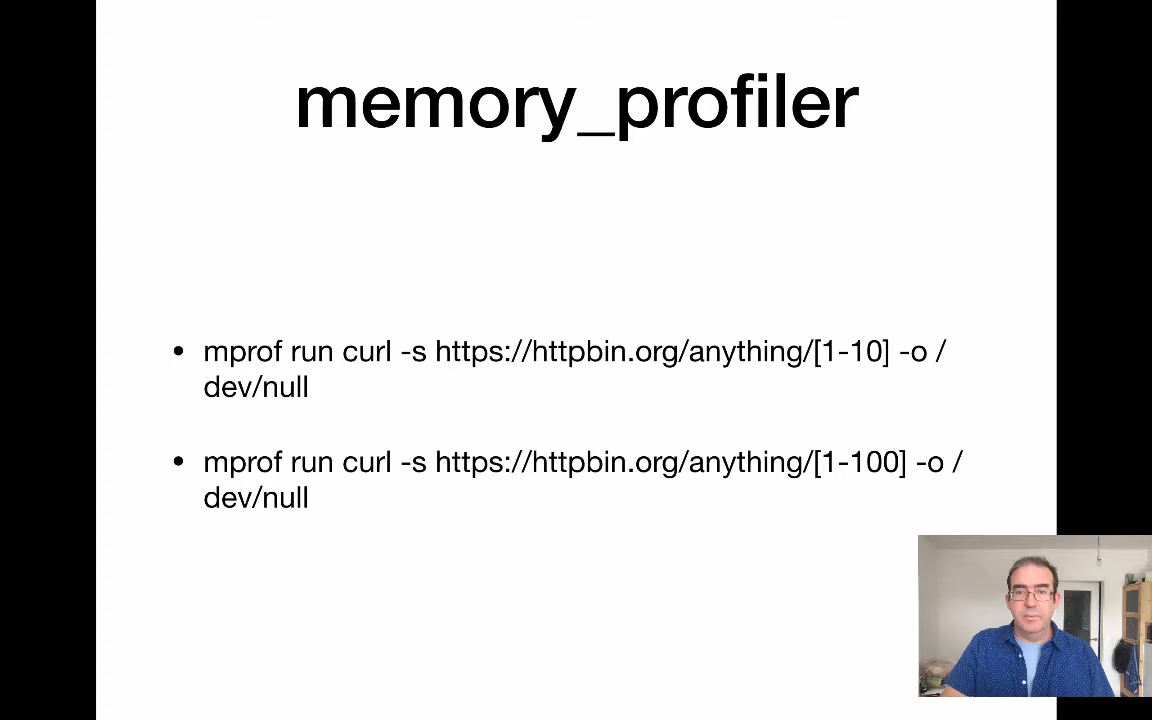 memory_profiler
• mprof run curl -s https://httpbin.org/anything/[1-10] -o /
dev/null
• mprof run curl -s https://httpbin.org/anything/[1-100] -o /
dev/null